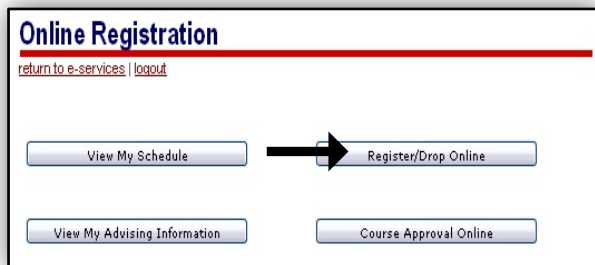 Online Registration
return to e-services | logout
View My Schedule
Register/Drop Online
View My Advising Information
Course Approval Online